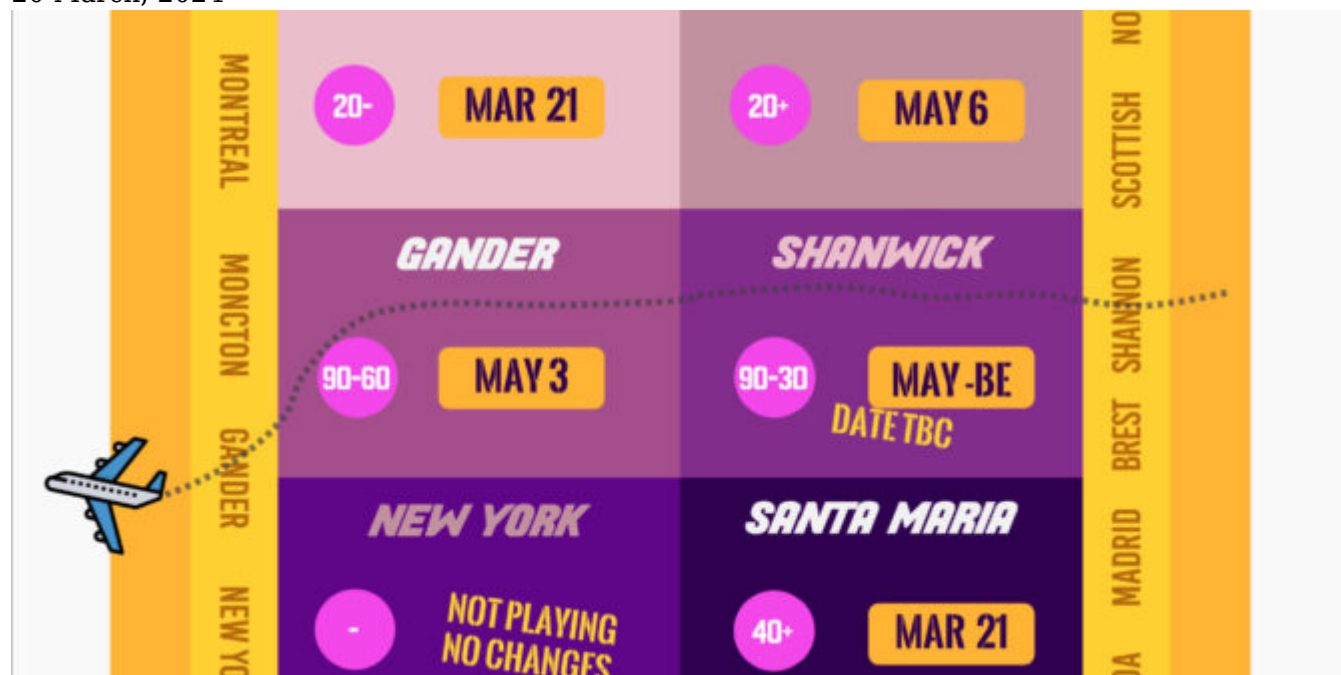 MONTREAL
MONCTON
GANDER
20-
MAR 21
20+
MAY 6
GANDER
SHANWICK
90-60
MAY 3
90-30
MAY-BE
DATE TBC
NEW YORK
SANTA MARIA
-
NOT PLAYING
NO CHANGES
40+
MAR 21
SCOTTISH
SHANNON
BREST
MADRID